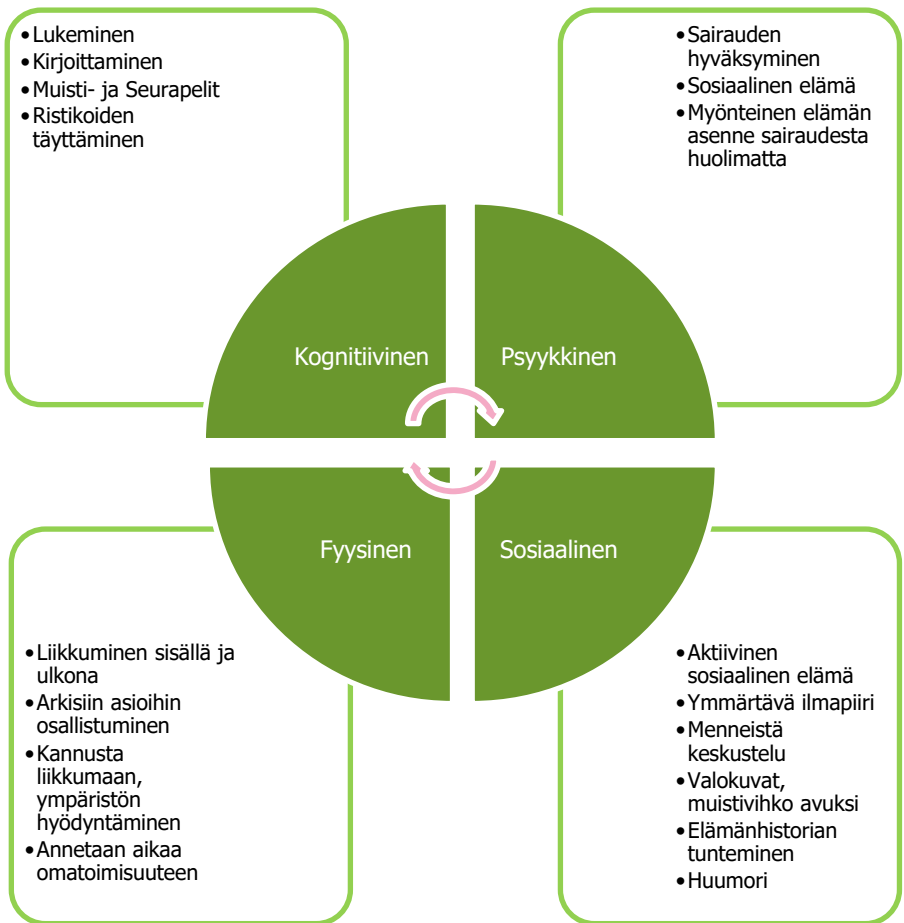 •Lukeminen
•Kirjoittaminen
•Muisti- ja Seurapelit
•Ristikoiden
täyttäminen
•Sairauden
hyväksyminen
•Sosiaalinen elämä
•Myönteinen elämän
asenne sairaudesta
huolimatta
Kognitiivinen
Psyykkinen
Fyysinen
Sosiaalinen
•Liikkuminen sisällä ja
ulkona
•Arkisiin asioihin
osallistuminen
•Kannusta
liikkumaan,
ympäristön
hyödyntäminen
•Annetaan aikaa
omatoimisuuteen
•Aktiivinen
sosiaalinen elämä
•Ymmärtävä ilmapiiri
•Menneistä
keskustelu
•Valokuvat,
muistivihko avuksi
•Elämänhistorian
tunteminen
•Huumori